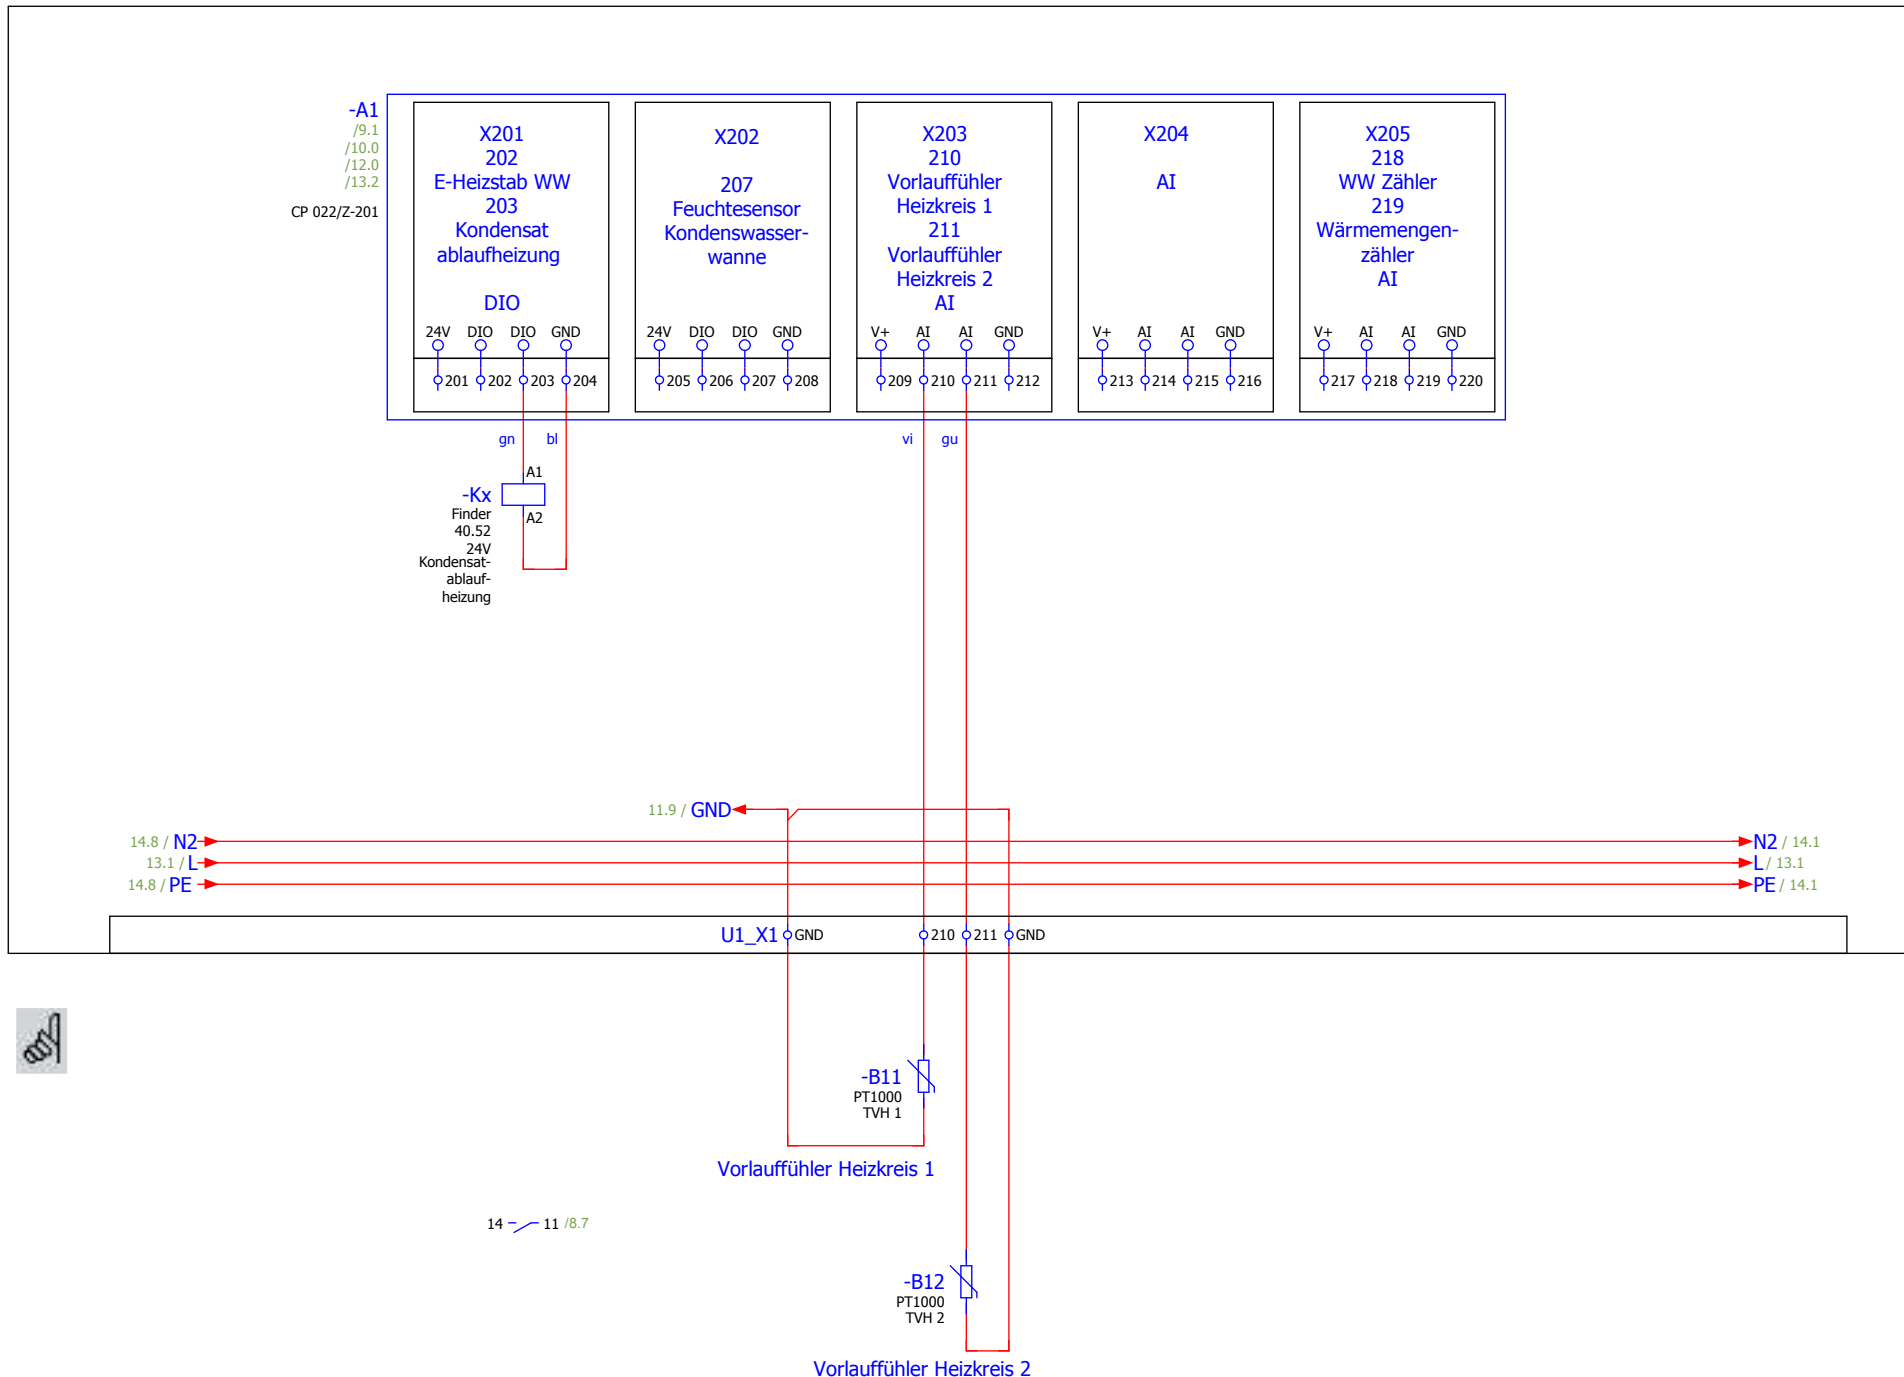 -A1
/9.1
/10.0
/12.0
/13.2
CP 022/Z-201
X201
202
E-Heizstab WW
203
Kondensat
ablaufheizung
DIO
24V DIO DIO GND
201 202 203 204
X202
207
Feuchtesensor
Kondenswasser-
wanne
24V DIO DIO GND
205 206 207 208
X203
210
Vorlauffühler
Heizkreis 1
211
Vorlauffühler
Heizkreis 2
AI
V+ AI AI GND
209 210 211 212
X204
AI
V+ AI AI GND
213 214 215 216
X205
218
WW Zähler
219
Wärmemengen-
zähler
AI
V+ AI AI GND
217 218 219 220
gn bl vi gu
A1
-Kx
Finder
40.52
24V
A2
Kondensat-
ablauf-
heizung
11.9 / GND
14.8 / N2 N2 / 14.1
13.1 / L L / 13.1
14.8 / PE PE / 14.1
U1_X1 GND 210 211 GND
-B11
PT1000
TVH 1
Vorlauffühler Heizkreis 1
14 11 /8.7
-B12
PT1000
TVH 2
Vorlauffühler Heizkreis 2